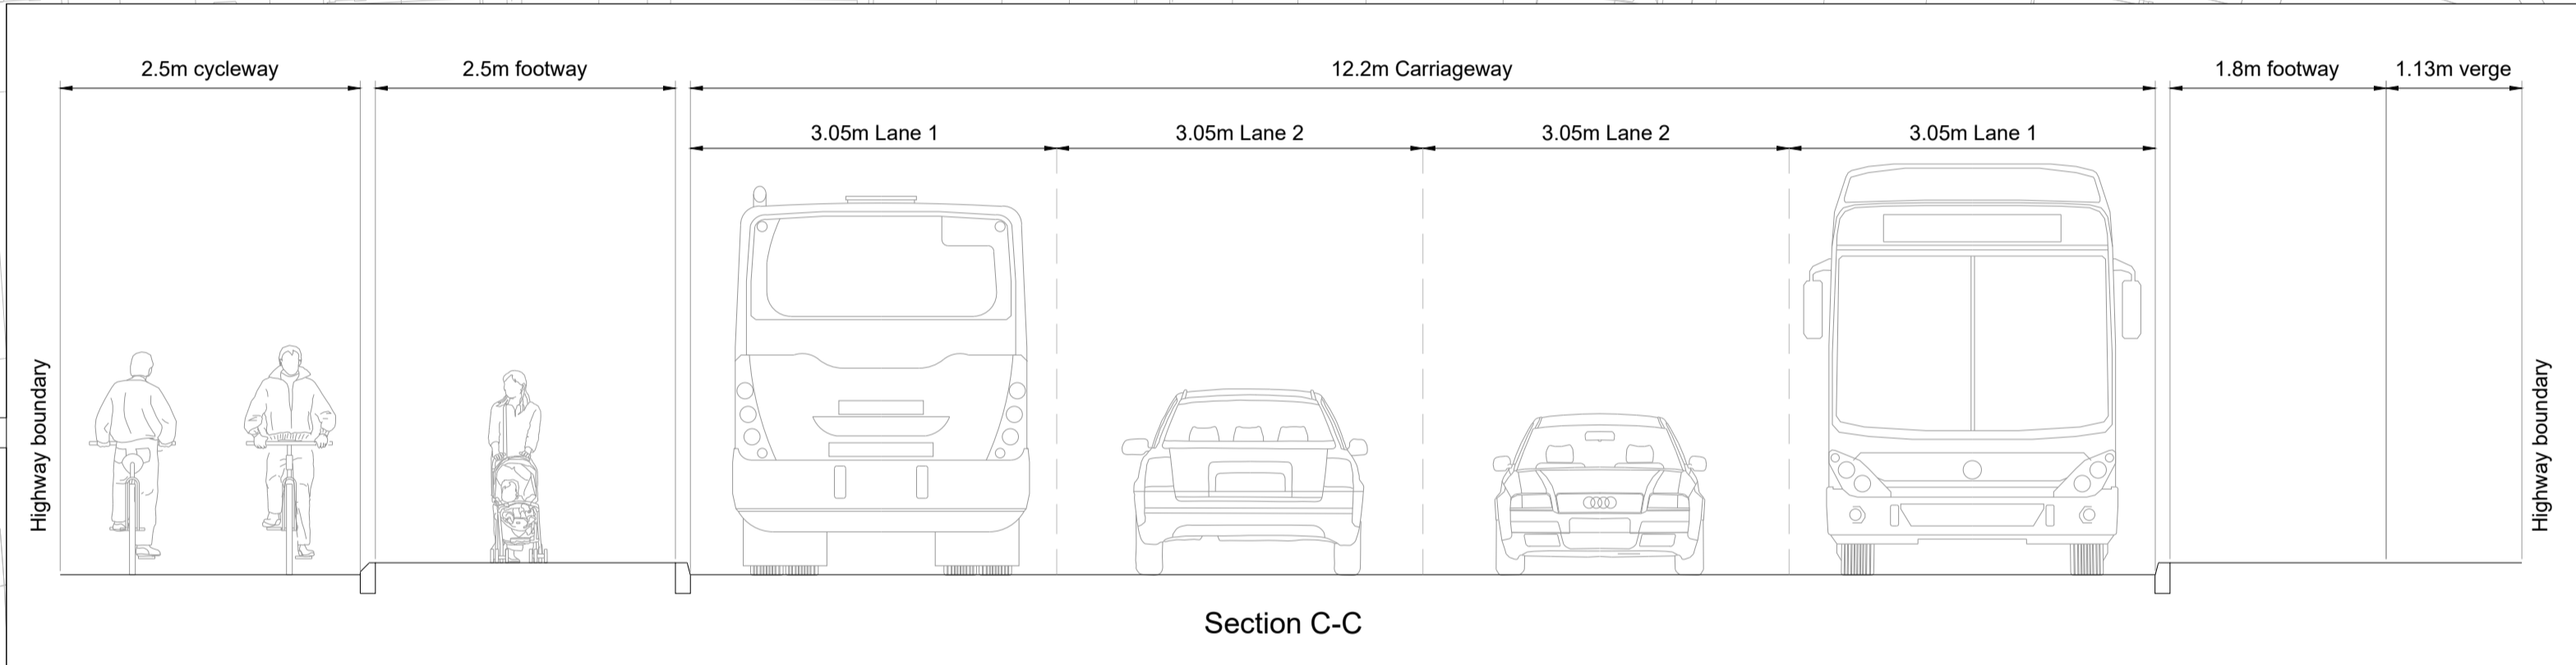 2.5m cycleway
2.5m footway
12.2m Carriageway
1.8m footway
1.13m verge
3.05m Lane 1
3.05m Lane 2
3.05m Lane 2
3.05m Lane 1
Highway boundary
Highway boundary
Section C-C